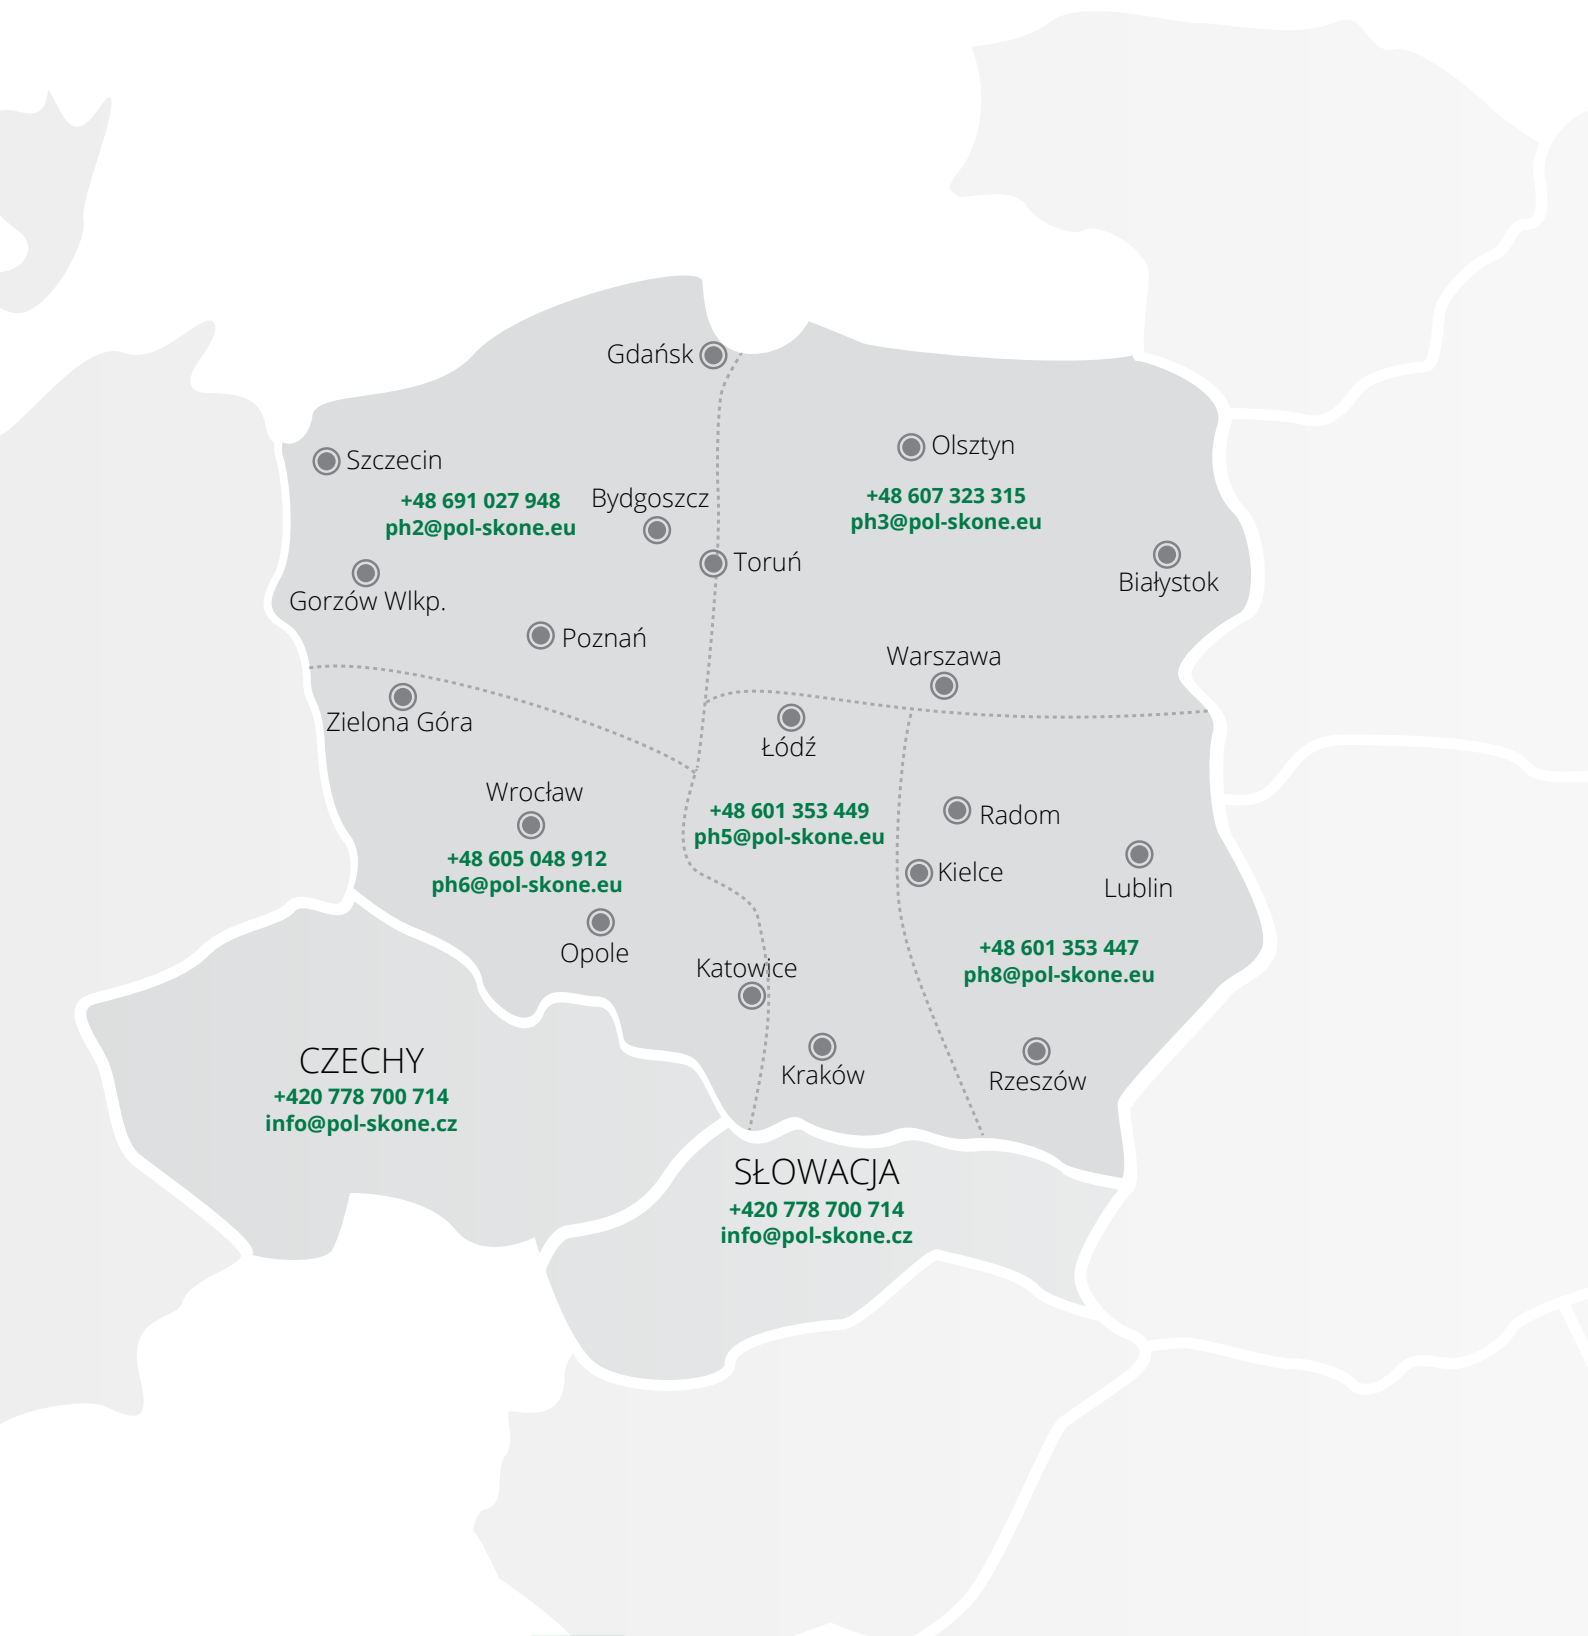 Gdańsk
Olsztyn
Szczecin
+48 691 027 948
ph2@pol-skone.eu
Bydgoszcz
+48 607 323 315
ph3@pol-skone.eu
Toruń
Białystok
Gorzów Wlkp.
Poznań
Warszawa
Zielona Góra
Łódź
Wrocław
+48 605 048 912
ph6@pol-skone.eu
+48 601 353 449
ph5@pol-skone.eu
Radom
Kielce
Lublin
Opole
Katowice
+48 601 353 447
ph8@pol-skone.eu
Kraków
Rzeszów
CZECHY
+420 778 700 714
info@pol-skone.cz
SŁOWACJA
+420 778 700 714
info@pol-skone.cz